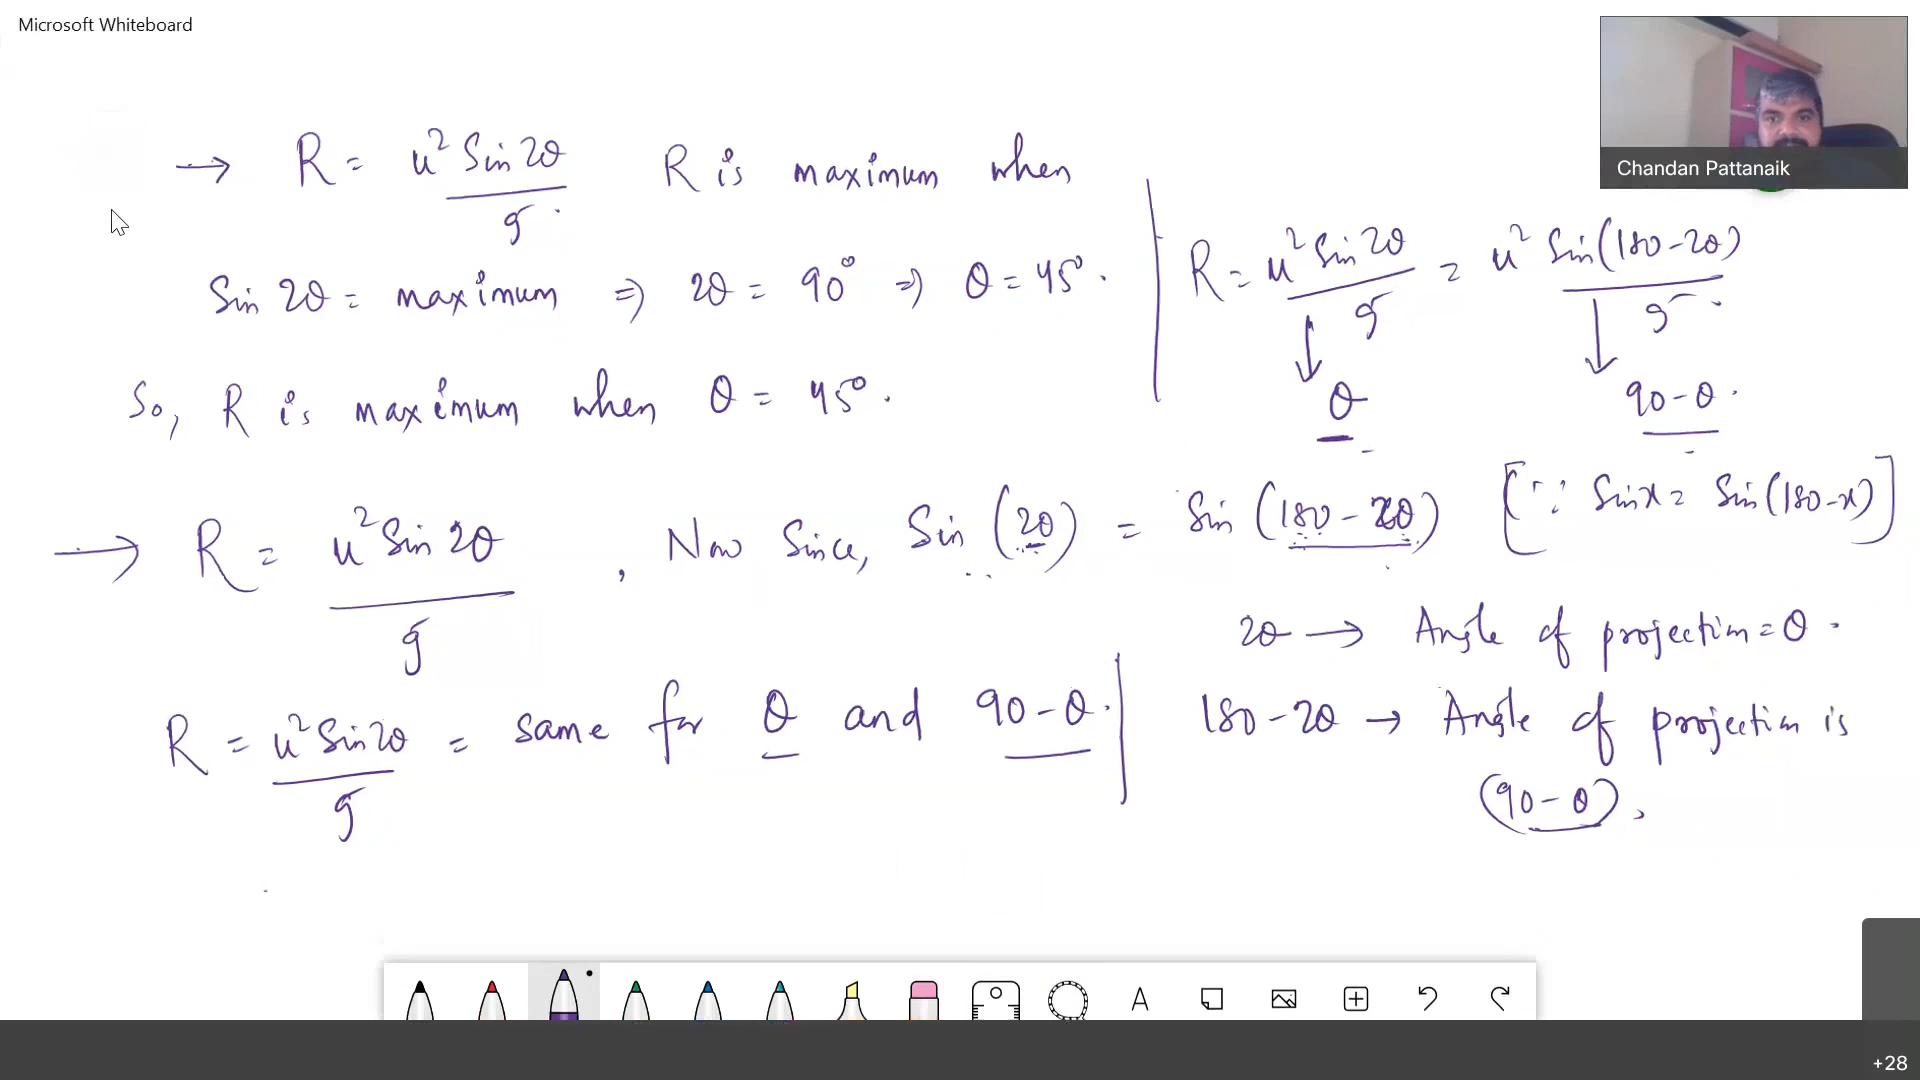 Microsoft Whiteboard
Chandan Pattanaik
→ R = u² Sin 2θ / g R is maximum when
Sin 2θ = maximum ⇒ 2θ = 90° ⇒ θ = 45°.
So, R is maximum when θ = 45°.
R = u² Sin 2θ / g = u² Sin (180-2θ) / g
↓ θ ↓ 90-θ.
→ R = u² Sin 2θ / g , Now Since, Sin (2θ) = Sin (180 - 2θ) [∵ Sin x = Sin (180-x)]
2θ → Angle of projection = θ.
R = u² Sin 2θ / g = same for θ and 90-θ.
180-2θ → Angle of projection is
(90-θ).
A
+28